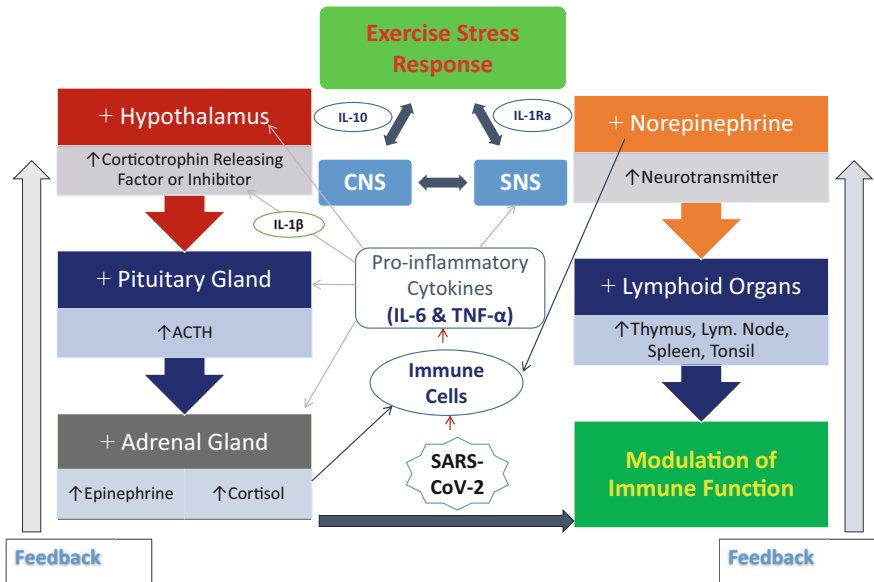 Exercise Stress
Response
+ Hypothalamus
↑Corticotrophin Releasing
Factor or Inhibitor
IL-10
IL-1Ra
CNS
SNS
+ Norepinephrine
↑Neurotransmitter
IL-1β
+ Pituitary Gland
↑ACTH
Pro-inflammatory
Cytokines
(IL-6 & TNF-α)
+ Lymphoid Organs
↑Thymus, Lym. Node,
Spleen, Tonsil
Immune
Cells
+ Adrenal Gland
↑Epinephrine
↑Cortisol
SARS-
CoV-2
Modulation of
Immune Function
Feedback
Feedback